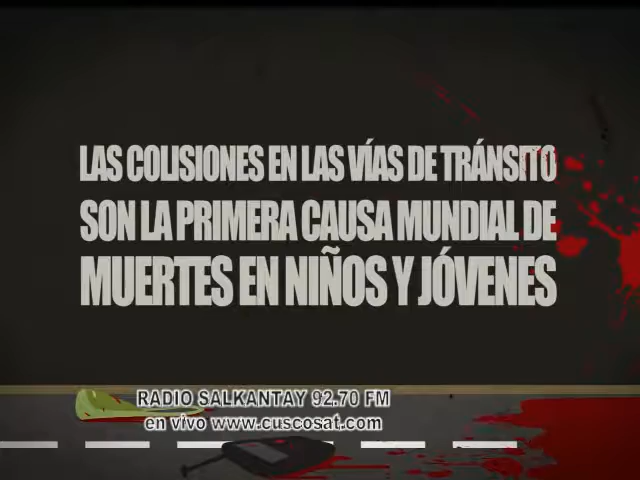 LAS COLISIONES EN LAS VÍAS DE TRÁNSITO
SON LA PRIMERA CAUSA MUNDIAL DE
MUERTES EN NIÑOS Y JÓVENES
RADIO SALKANTAY 92.70 FM
en vivo www.cuscosat.com